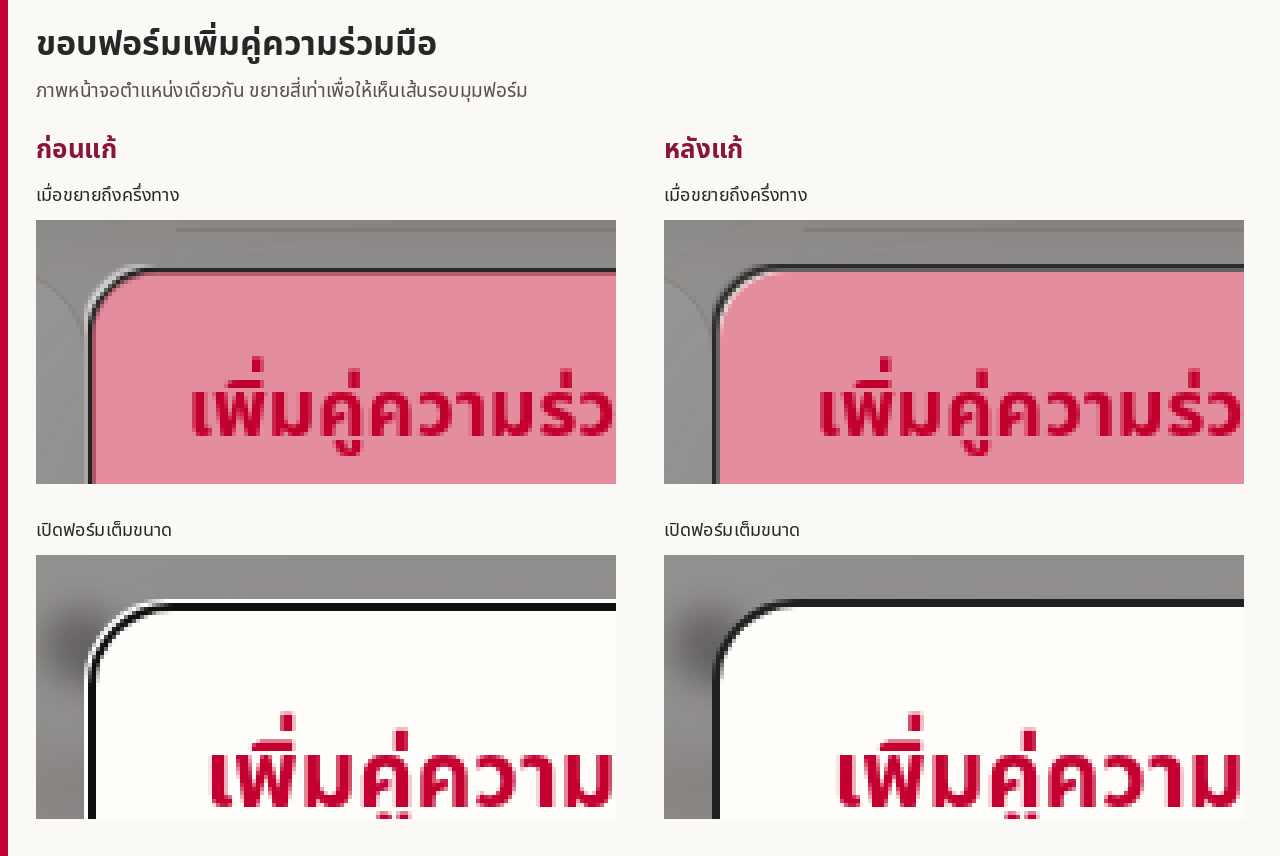 ขอบฟอร์มเพิ่มคู่ความร่วมมือ
ภาพหน้าจอตำแหน่งเดียวกัน ขยายสี่เท่าเพื่อให้เห็นเส้นรอบมุมฟอร์ม
ก่อนแก้
หลังแก้
เมื่อขยายถึงครึ่งทาง
เมื่อขยายถึงครึ่งทาง
เพิ่มคู่ความร่ว
เพิ่มคู่ความร่ว
เปิดฟอร์มเต็มขนาด
เปิดฟอร์มเต็มขนาด
เพิ่มคู่ความ
เพิ่มคู่ความ